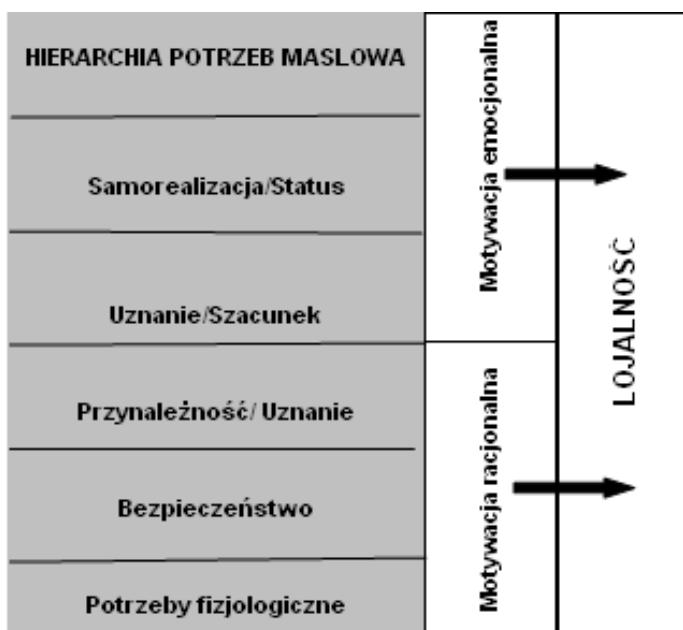 HIERARCHIA POTRZEB MASLOWA
Samorealizacja/Status
Uznanie/Szacunek
Przynależność/ Uznanie
Bezpieczeństwo
Potrzeby fizjologiczne
Motywacja emocjonalna
Motywacja racjonalna
LOJALNOŚĆ